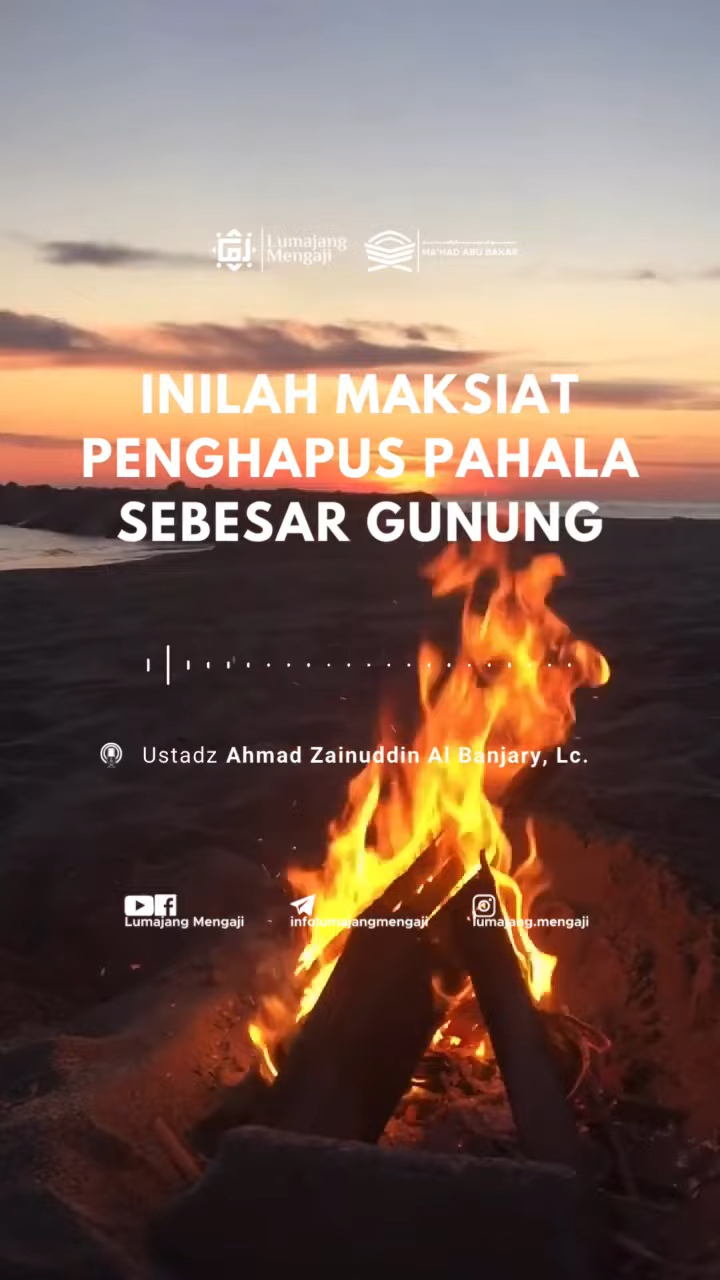 Lumajang
Mengaji
MA'HAD ABU BAKAR
INILAH MAKSIAT
PENGHAPUS PAHALA
SEBESAR GUNUNG
Ustadz Ahmad Zainuddin Al Banjary, Lc.
Lumajang Mengaji
infolumajangmengaji
lumajang.mengaji